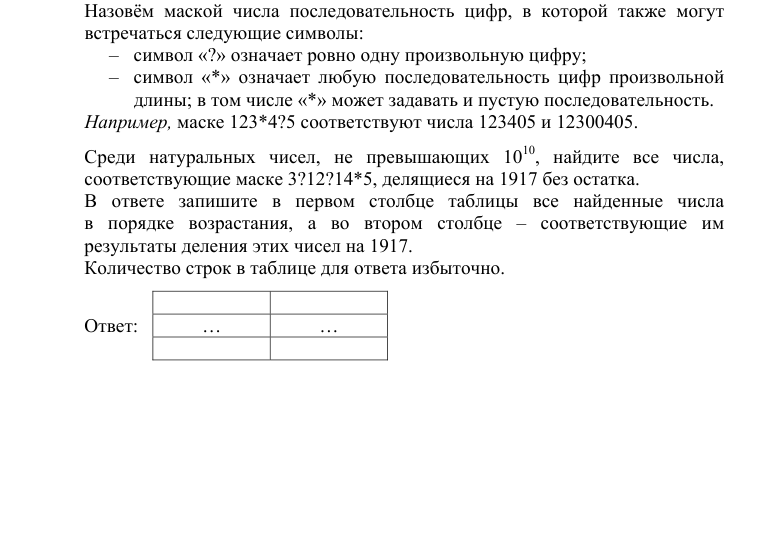 Назовём маской числа последовательность цифр, в которой также могут
встречаться следующие символы:
– символ «?» означает ровно одну произвольную цифру;
– символ «*» означает любую последовательность цифр произвольной
длины; в том числе «*» может задавать и пустую последовательность.
Например, маске 123*4?5 соответствуют числа 123405 и 12300405.
Среди натуральных чисел, не превышающих 10¹⁰, найдите все числа,
соответствующие маске 3?12?14*5, делящиеся на 1917 без остатка.
В ответе запишите в первом столбце таблицы все найденные числа
в порядке возрастания, а во втором столбце – соответствующие им
результаты деления этих чисел на 1917.
Количество строк в таблице для ответа избыточно.
Ответ: … …